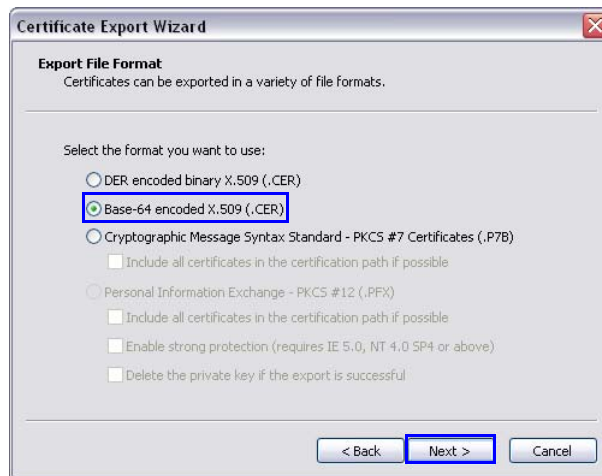 Certificate Export Wizard
Export File Format
Certificates can be exported in a variety of file formats.
Select the format you want to use:
DER encoded binary X.509 (.CER)
Base-64 encoded X.509 (.CER)
Cryptographic Message Syntax Standard - PKCS #7 Certificates (.P7B)
Include all certificates in the certification path if possible
Personal Information Exchange - PKCS #12 (.PFX)
Include all certificates in the certification path if possible
Enable strong protection (requires IE 5.0, NT 4.0 SP4 or above)
Delete the private key if the export is successful
< Back Next > Cancel